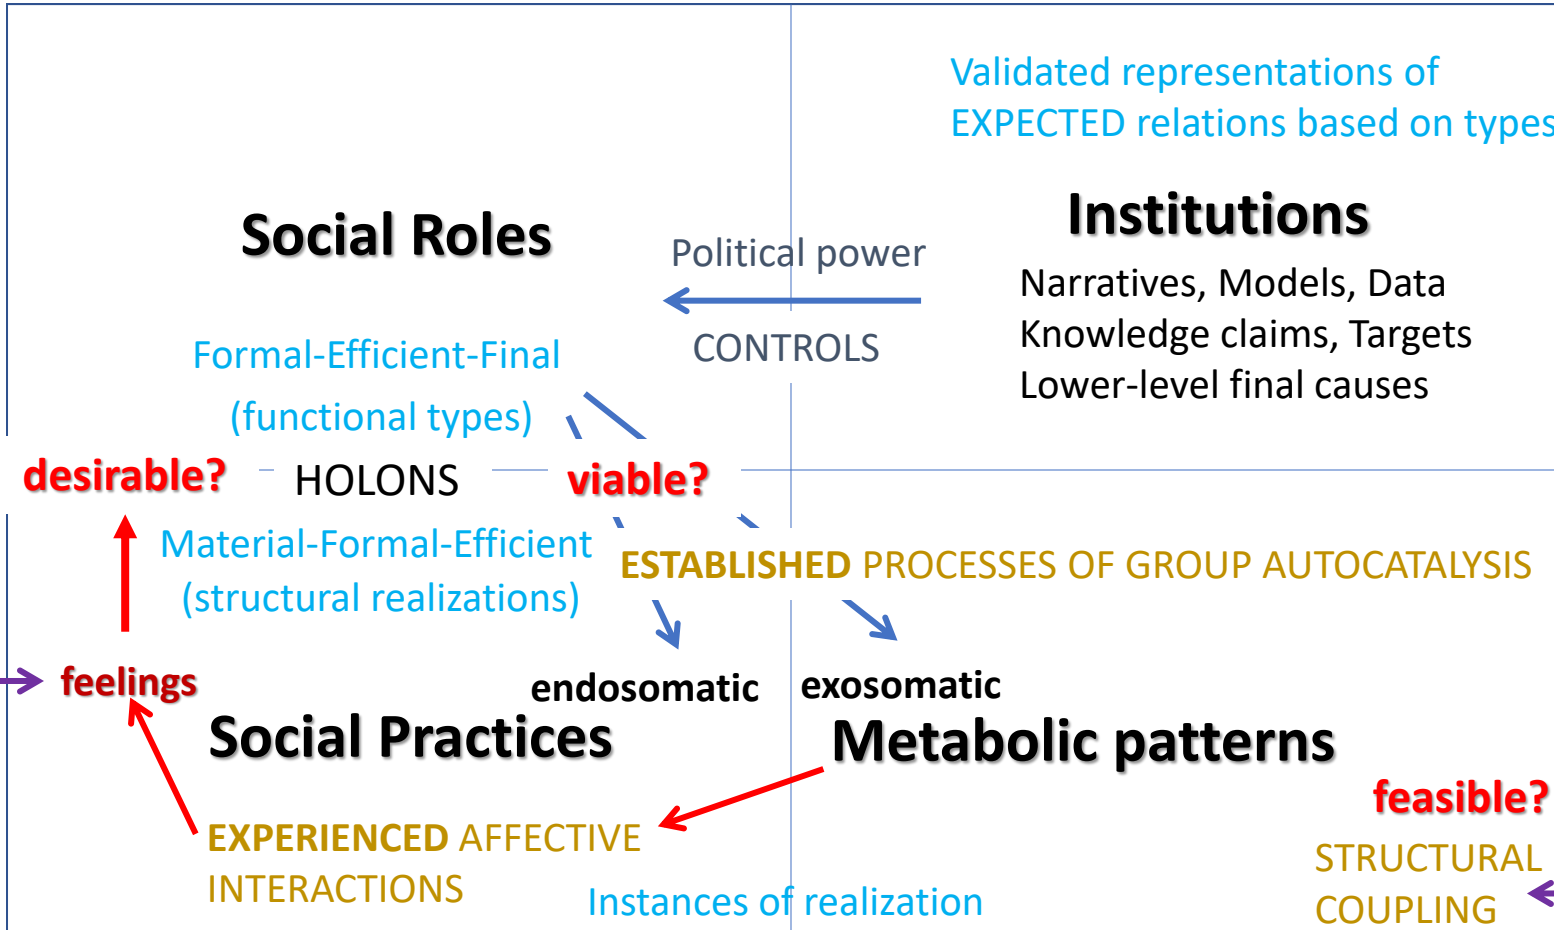 Validated representations of
EXPECTED relations based on types
Social Roles
Institutions
Political power
CONTROLS
Narratives, Models, Data
Knowledge claims, Targets
Lower-level final causes
Formal-Efficient-Final
(functional types)
desirable?
HOLONS
viable?
Material-Formal-Efficient
(structural realizations)
ESTABLISHED PROCESSES OF GROUP AUTOCATALYSIS
feelings
endosomatic
exosomatic
Social Practices
Metabolic patterns
feasible?
EXPERIENCED AFFECTIVE
INTERACTIONS
STRUCTURAL
COUPLING
Instances of realization